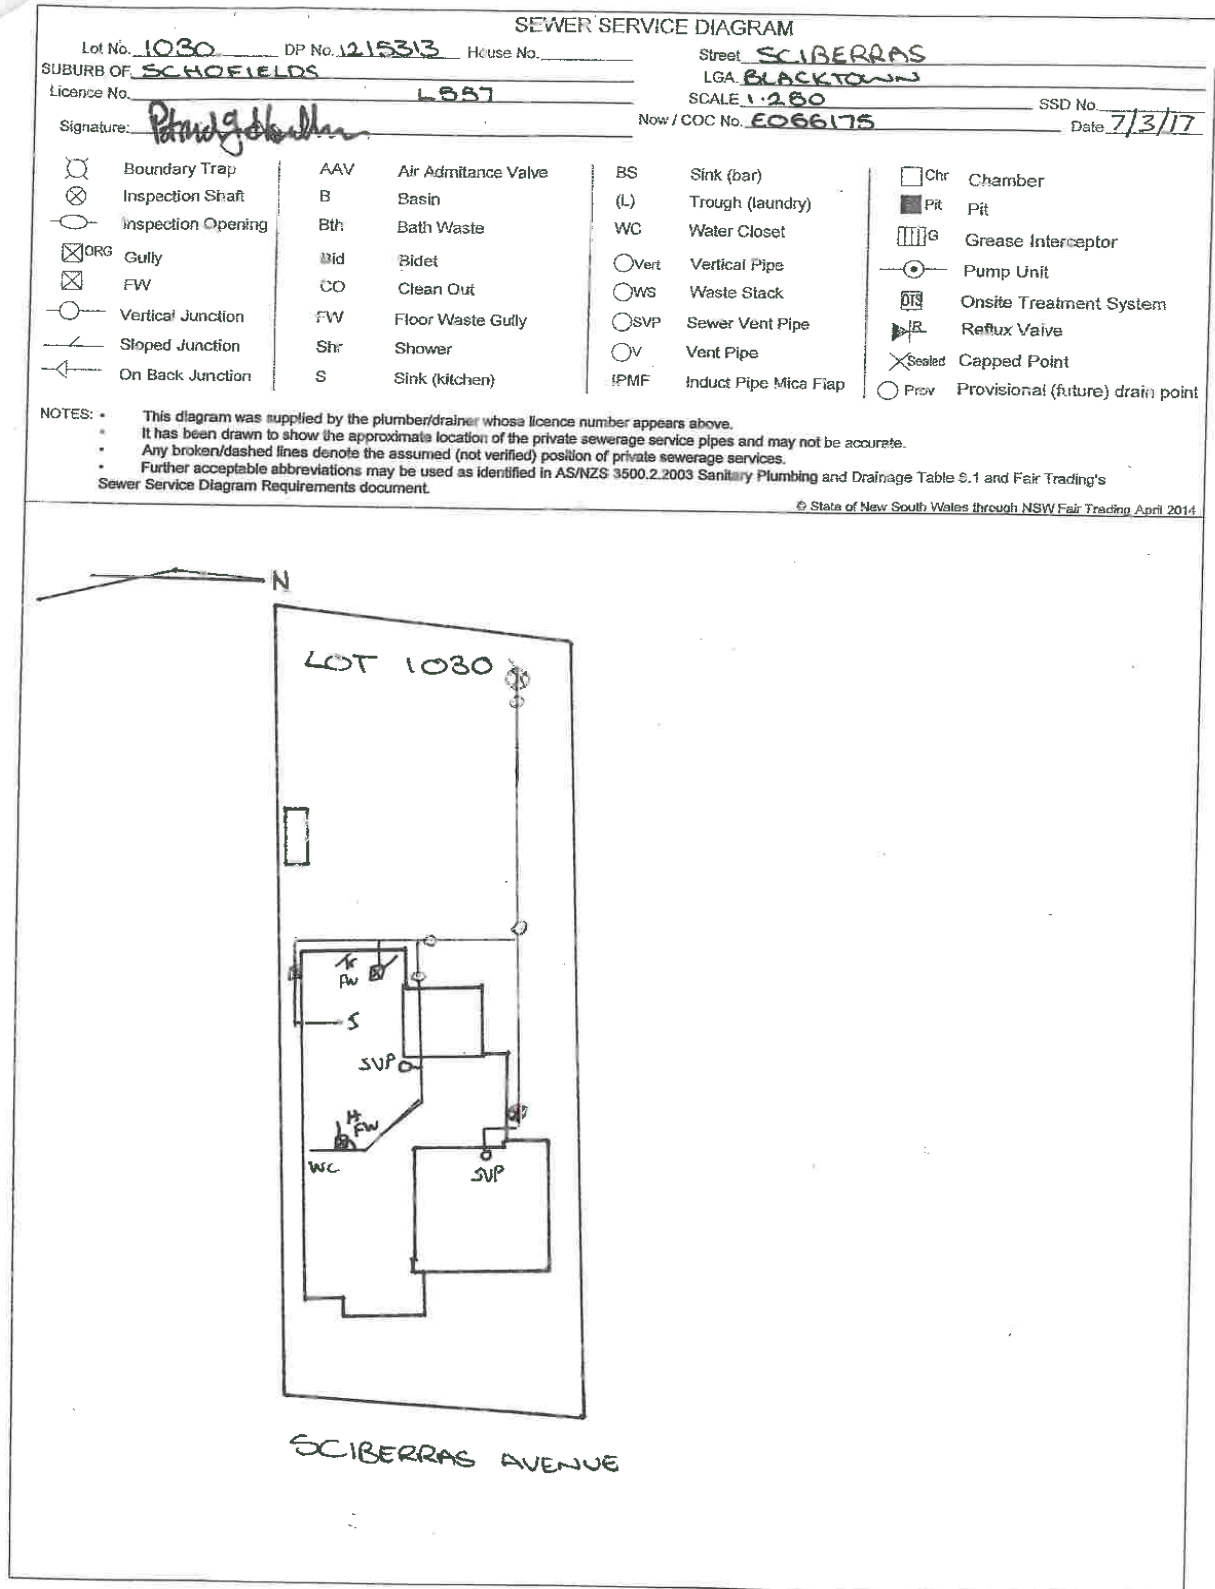 SEWER SERVICE DIAGRAM
Lot No. 1030 DP No. 1215313 House No. Street SCIBERRAS
SUBURB OF SCHOFIELDS LGA BLACKTOWN
Licence No. L557 SCALE 1:250 SSD No.
Signature: Now / COC No. E066175 Date 7/3/17
Boundary Trap AAV Air Admitance Valve BS Sink (bar) Chr Chamber
Inspection Shaft B Basin (L) Trough (laundry) Pit Pit
Inspection Opening Bth Bath Waste WC Water Closet G Grease Interceptor
ORG Gully Bid Bidet Vert Vertical Pipe Pump Unit
FW CO Clean Out WS Waste Stack OTS Onsite Treatment System
Vertical Junction FW Floor Waste Gully SVP Sewer Vent Pipe R Reflux Valve
Sloped Junction Shr Shower V Vent Pipe Sealed Capped Point
On Back Junction S Sink (kitchen) IPMF Induct Pipe Mica Flap Prov Provisional (future) drain point
NOTES: • This diagram was supplied by the plumber/drainer whose licence number appears above.
• It has been drawn to show the approximate location of the private sewerage service pipes and may not be accurate.
• Any broken/dashed lines denote the assumed (not verified) position of private sewerage services.
• Further acceptable abbreviations may be used as identified in AS/NZS 3500.2.2003 Sanitary Plumbing and Drainage Table S.1 and Fair Trading's
Sewer Service Diagram Requirements document.
© State of New South Wales through NSW Fair Trading April 2014
N
LOT 1030
Tr
FW
S
SVP
FW
WC
SVP
SCIBERRAS AVENUE